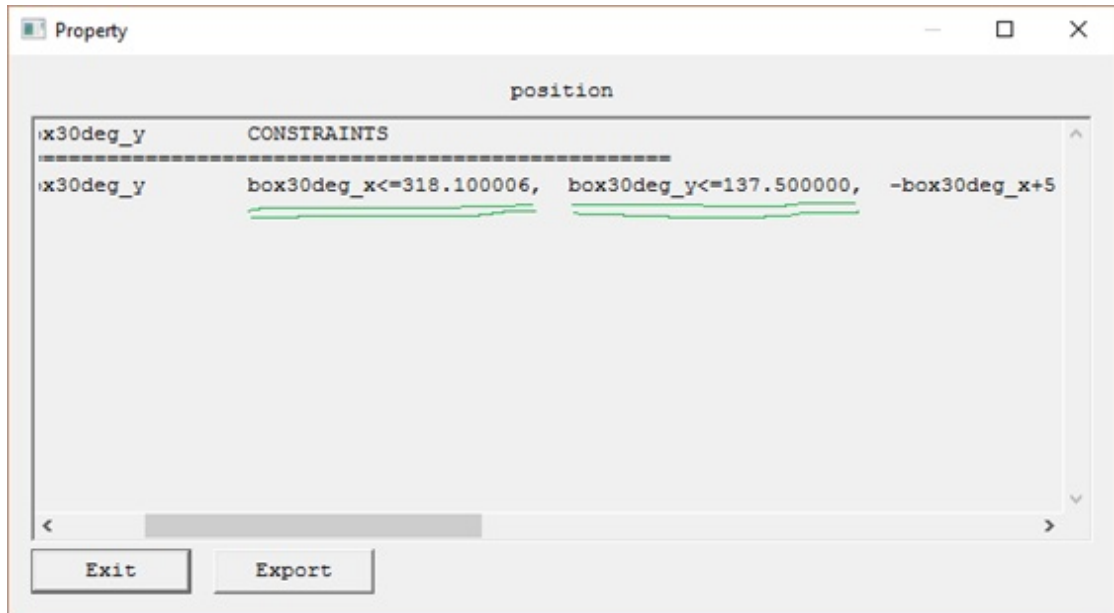 Property
position
x30deg_y CONSTRAINTS
==================================================
x30deg_y box30deg_x<=318.100006, box30deg_y<=137.500000, -box30deg_x+5
Exit Export